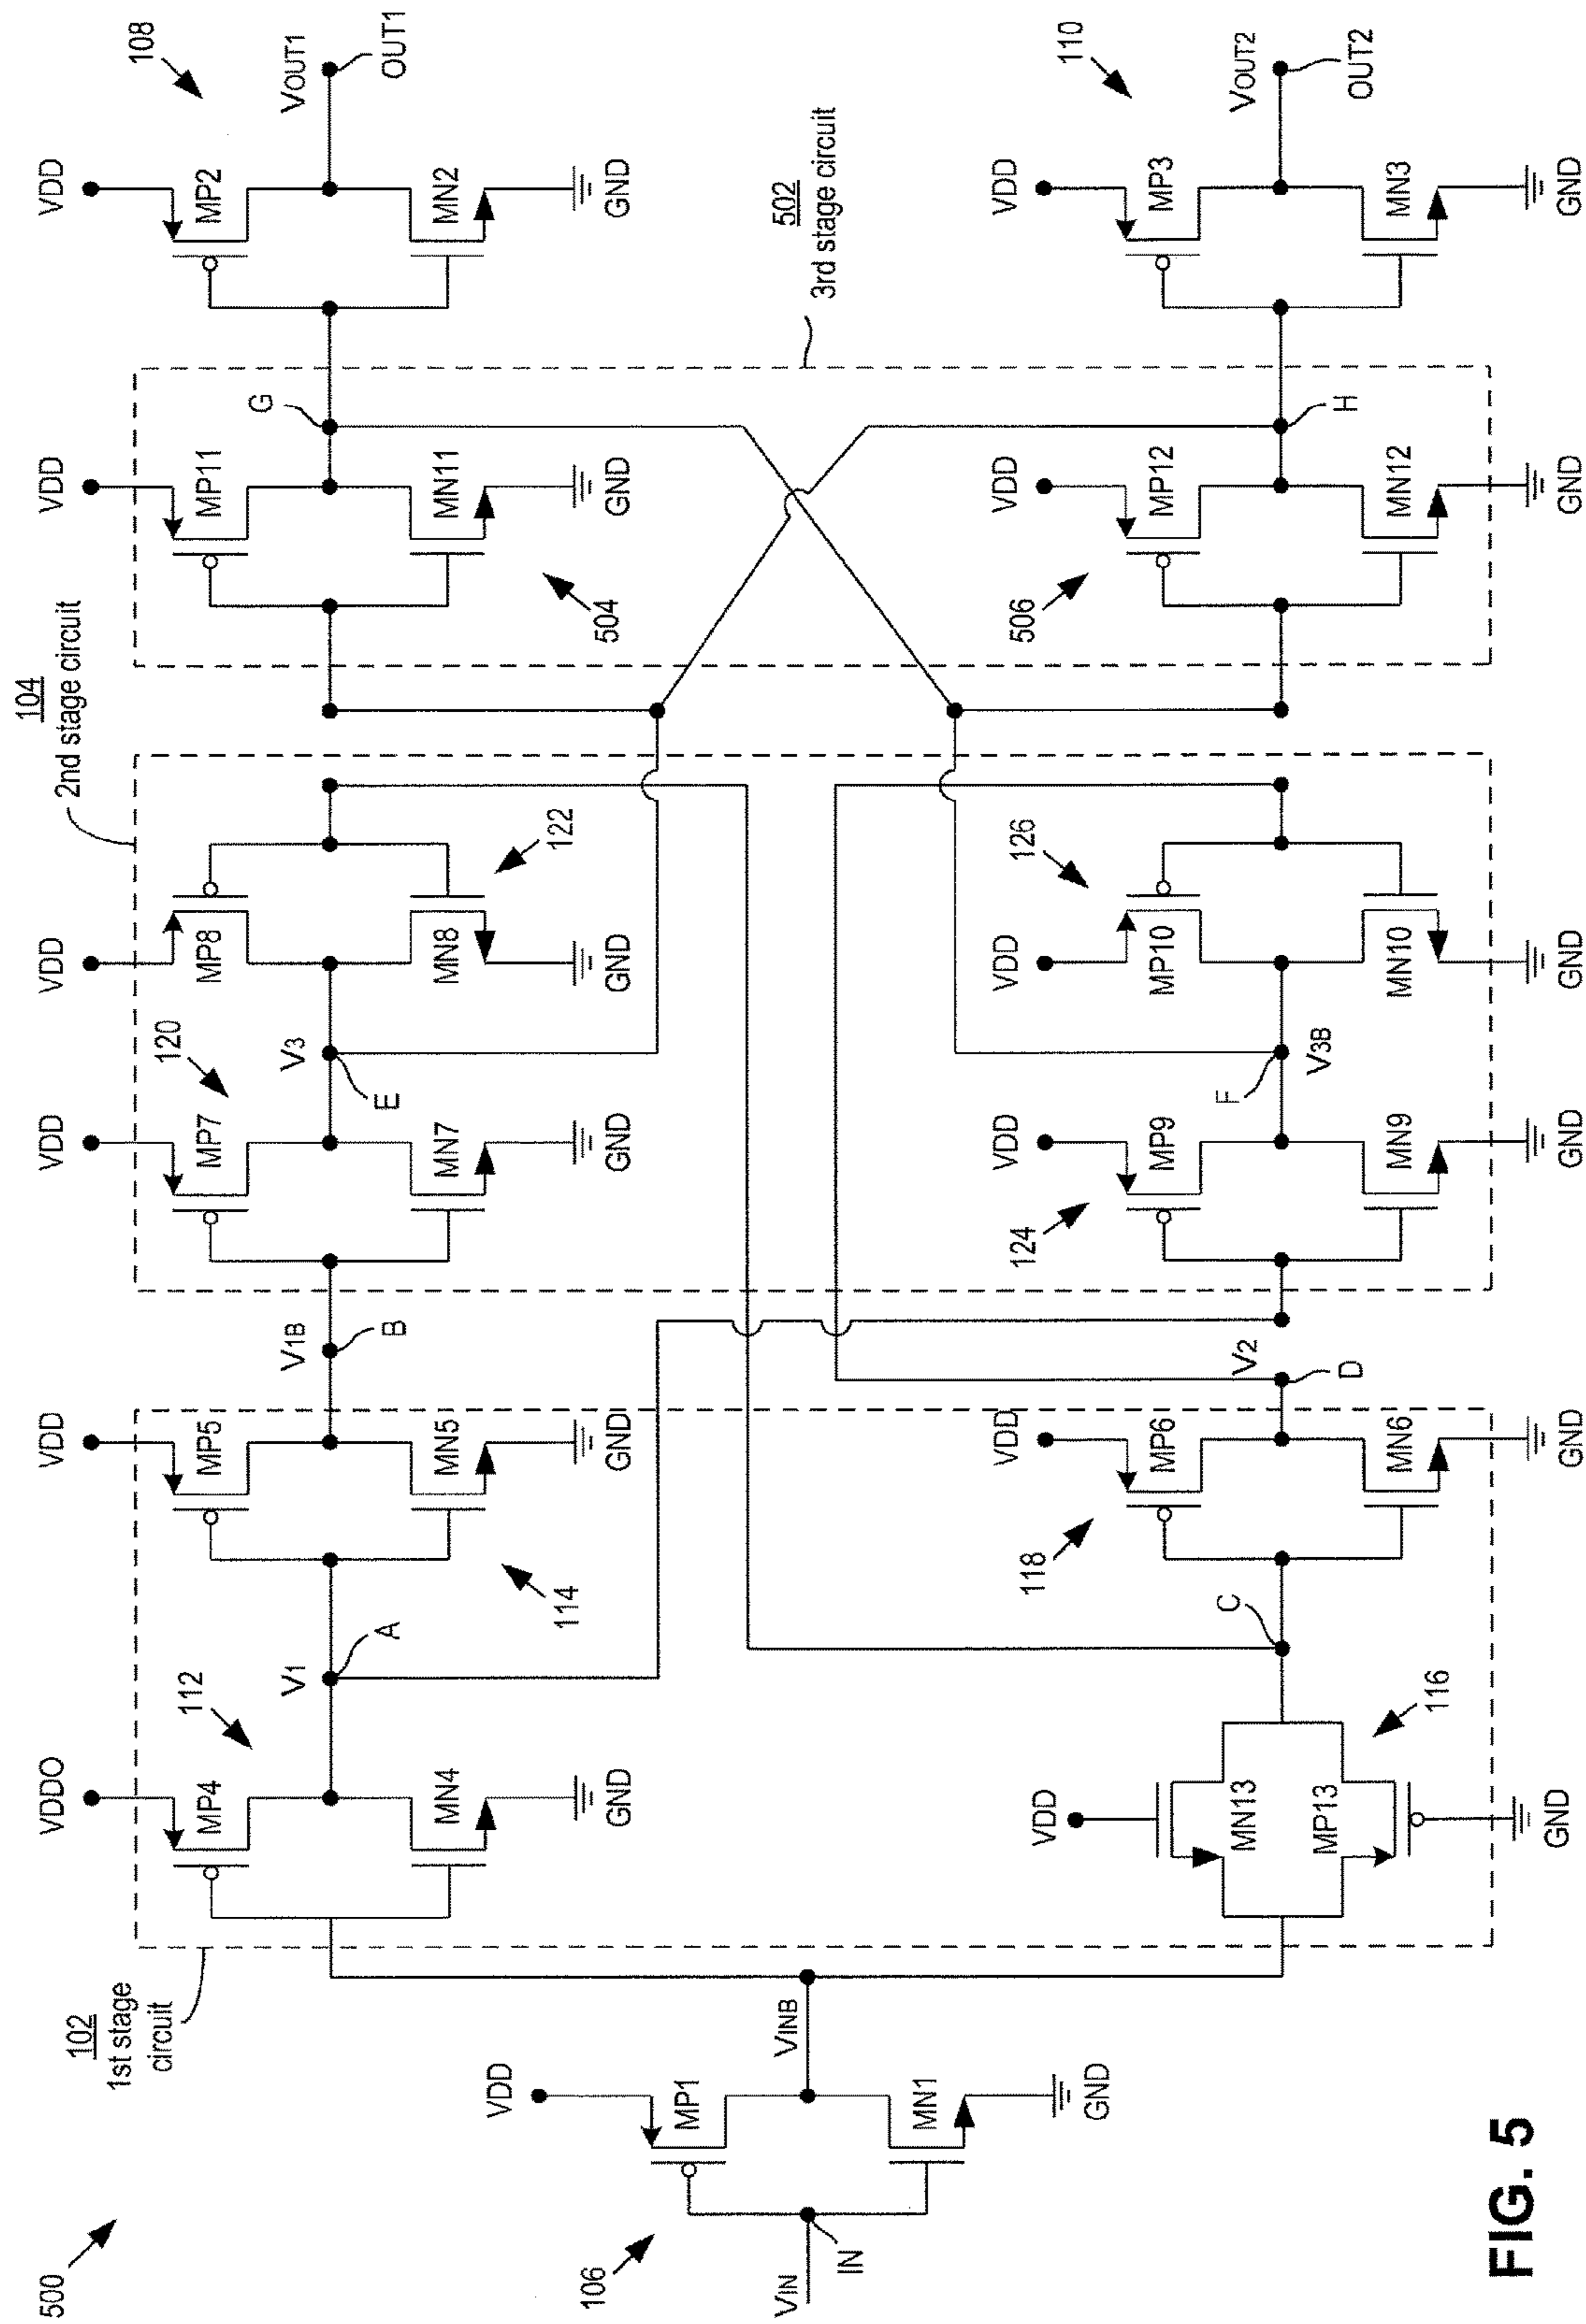 500
VIN
IN
106
VDD
MP1
MN1
GND
VINB
102
1st stage
circuit
VDDO
MP4
MN4
GND
112
V1
A
VDD
MP5
MN5
GND
114
V1B
B
VDD
MN13
MP13
GND
116
C
118
VDD
MP6
MN6
GND
V2
D
104
2nd stage circuit
VDD
MP7
MN7
GND
120
V3
E
VDD
MP8
MN8
GND
122
124
VDD
MP9
MN9
GND
F
V3B
126
VDD
MP10
MN10
GND
502
3rd stage circuit
VDD
MP11
MN11
GND
504
G
506
VDD
MP12
MN12
GND
H
108
VDD
MP2
MN2
GND
VOUT1
OUT1
110
VDD
MP3
MN3
GND
VOUT2
OUT2
FIG. 5